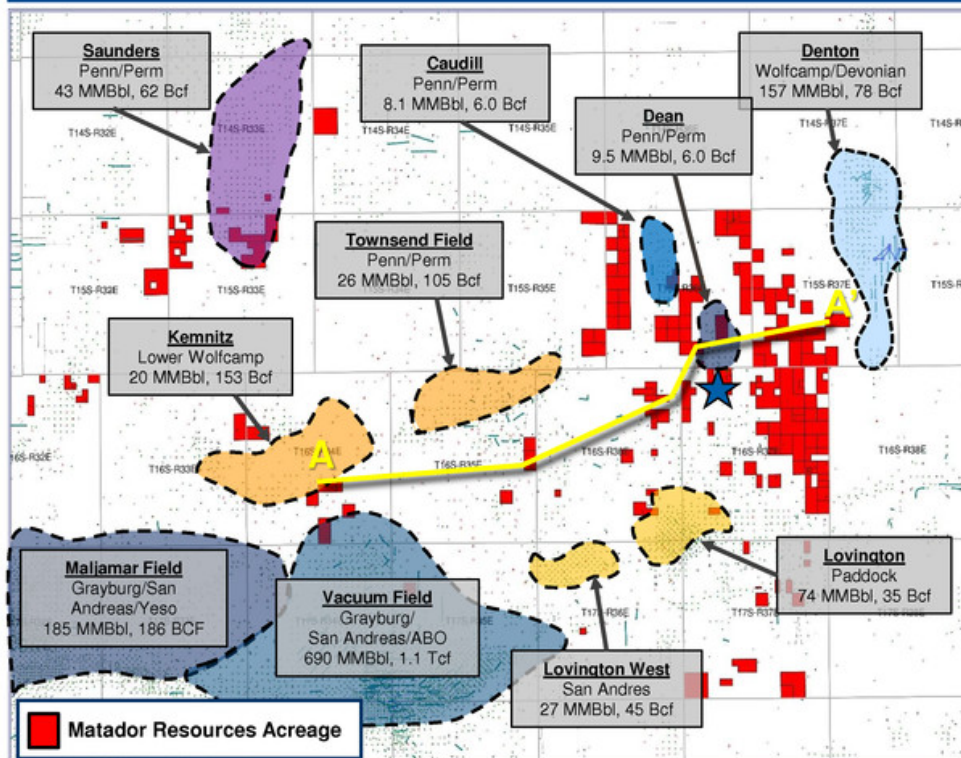 Saunders
Penn/Perm
43 MMBbl, 62 Bcf
Caudill
Penn/Perm
8.1 MMBbl, 6.0 Bcf
Denton
Wolfcamp/Devonian
157 MMBbl, 78 Bcf
Dean
Penn/Perm
9.5 MMBbl, 6.0 Bcf
T14S-R32E
T14S-R33E
T14S-R34E
T14S-R35E
T14S-R37E
Townsend Field
Penn/Perm
26 MMBbl, 105 Bcf
T15S-R32E
T15S-R33E
T15S-R35E
T15S-R37E
A'
Kemnitz
Lower Wolfcamp
20 MMBbl, 153 Bcf
A
T16S-R33E
T16S-R35E
T16S-R36E
T16S-R38E
Maljamar Field
Grayburg/San
Andreas/Yeso
185 MMBbl, 186 BCF
Vacuum Field
Grayburg/
San Andreas/ABO
690 MMBbl, 1.1 Tcf
Lovington
Paddock
74 MMBbl, 35 Bcf
T17S-R36E
Lovington West
San Andres
27 MMBbl, 45 Bcf
Matador Resources Acreage